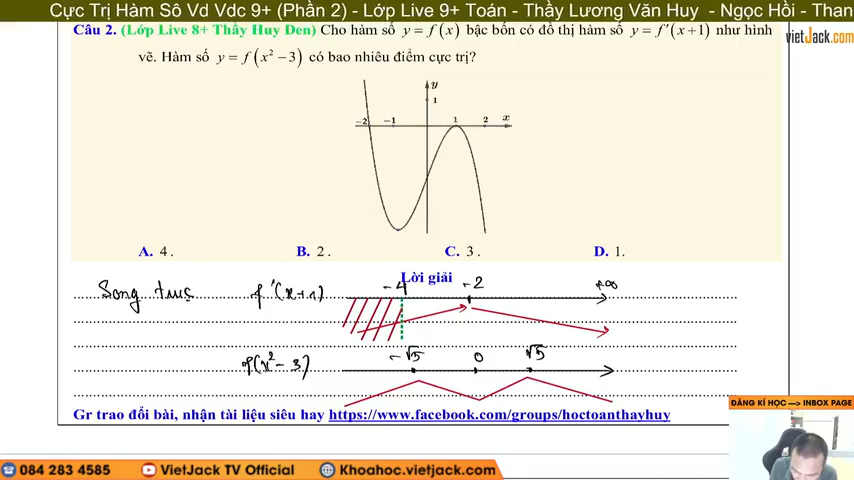 Cực Trị Hàm Số Vd Vdc 9+ (Phần 2) - Lớp Live 9+ Toán - Thầy Lương Văn Huy - Ngọc Hồi - Than
vietJack.com
Câu 2. (Lớp Live 8+ Thầy Huy Đen) Cho hàm số y = f(x) bậc bốn có đồ thị hàm số y = f'(x+1) như hình
vẽ. Hàm số y = f(x² − 3) có bao nhiêu điểm cực trị?
y
1
−2 −1 1 2 x
A. 4. B. 2. C. 3. D. 1.
Lời giải
Song trục f'(x+1) −4 −2 +∞
f(x² − 3) −√5 0 √5
ĐĂNG KÍ HỌC —> INBOX PAGE
Gr trao đổi bài, nhận tài liệu siêu hay https://www.facebook.com/groups/hoctoanthayhuy
084 283 4585 VietJack TV Official Khoahoc.vietjack.com